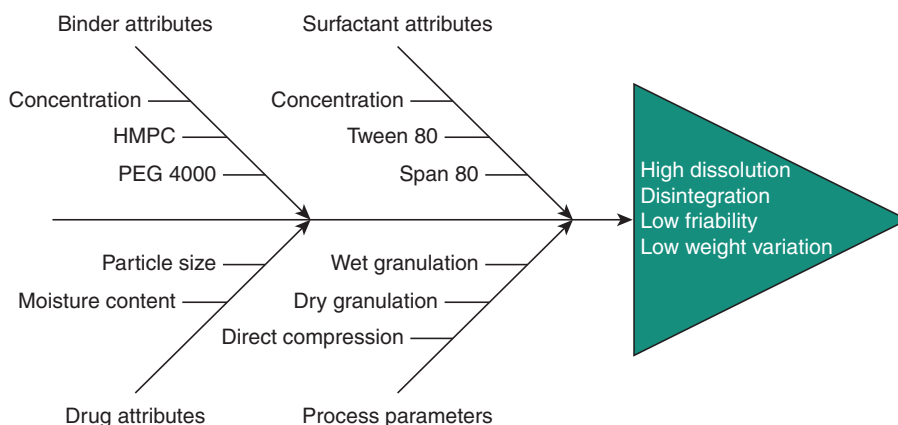 Binder attributes
Surfactant attributes
Concentration
HMPC
PEG 4000
Concentration
Tween 80
Span 80
High dissolution
Disintegration
Low friability
Low weight variation
Particle size
Moisture content
Wet granulation
Dry granulation
Direct compression
Drug attributes
Process parameters